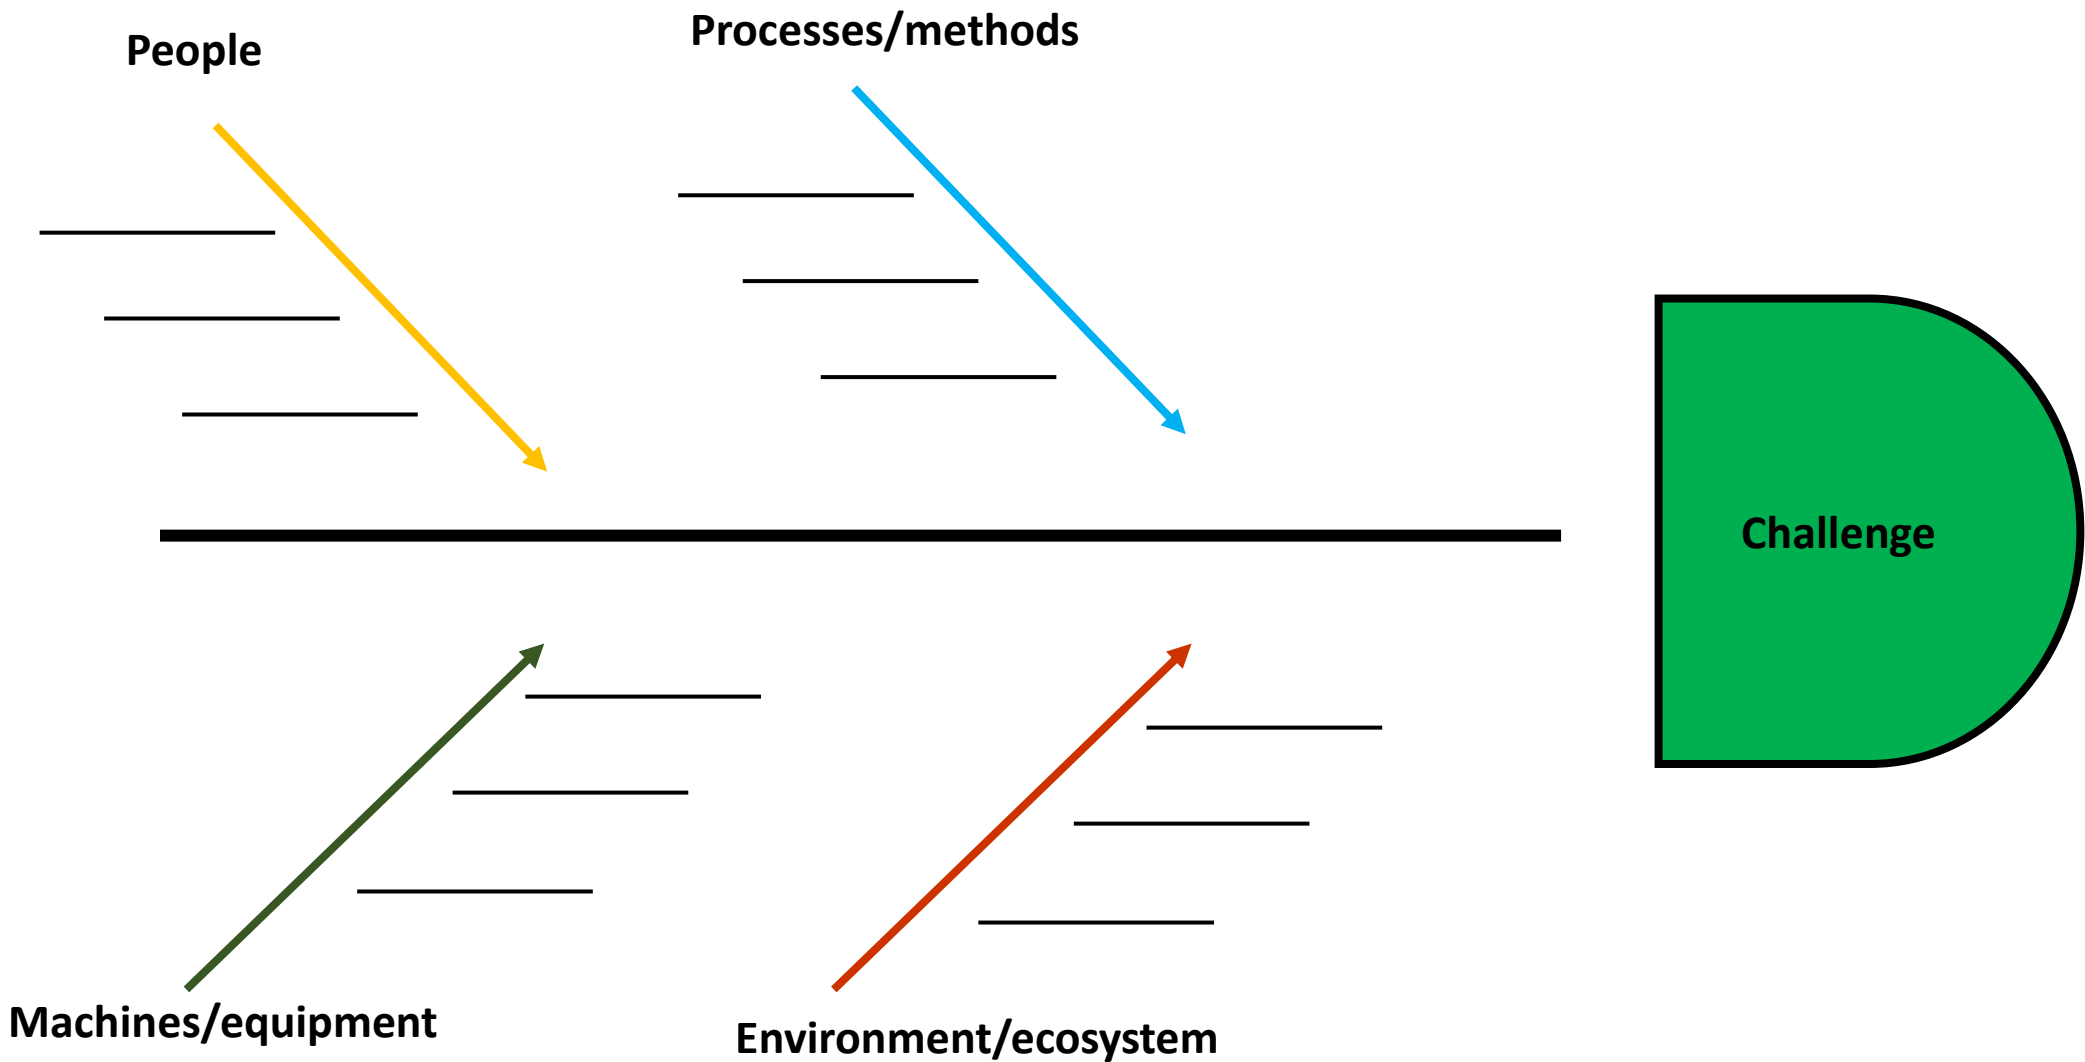 People
Processes/methods
Challenge
Machines/equipment
Environment/ecosystem